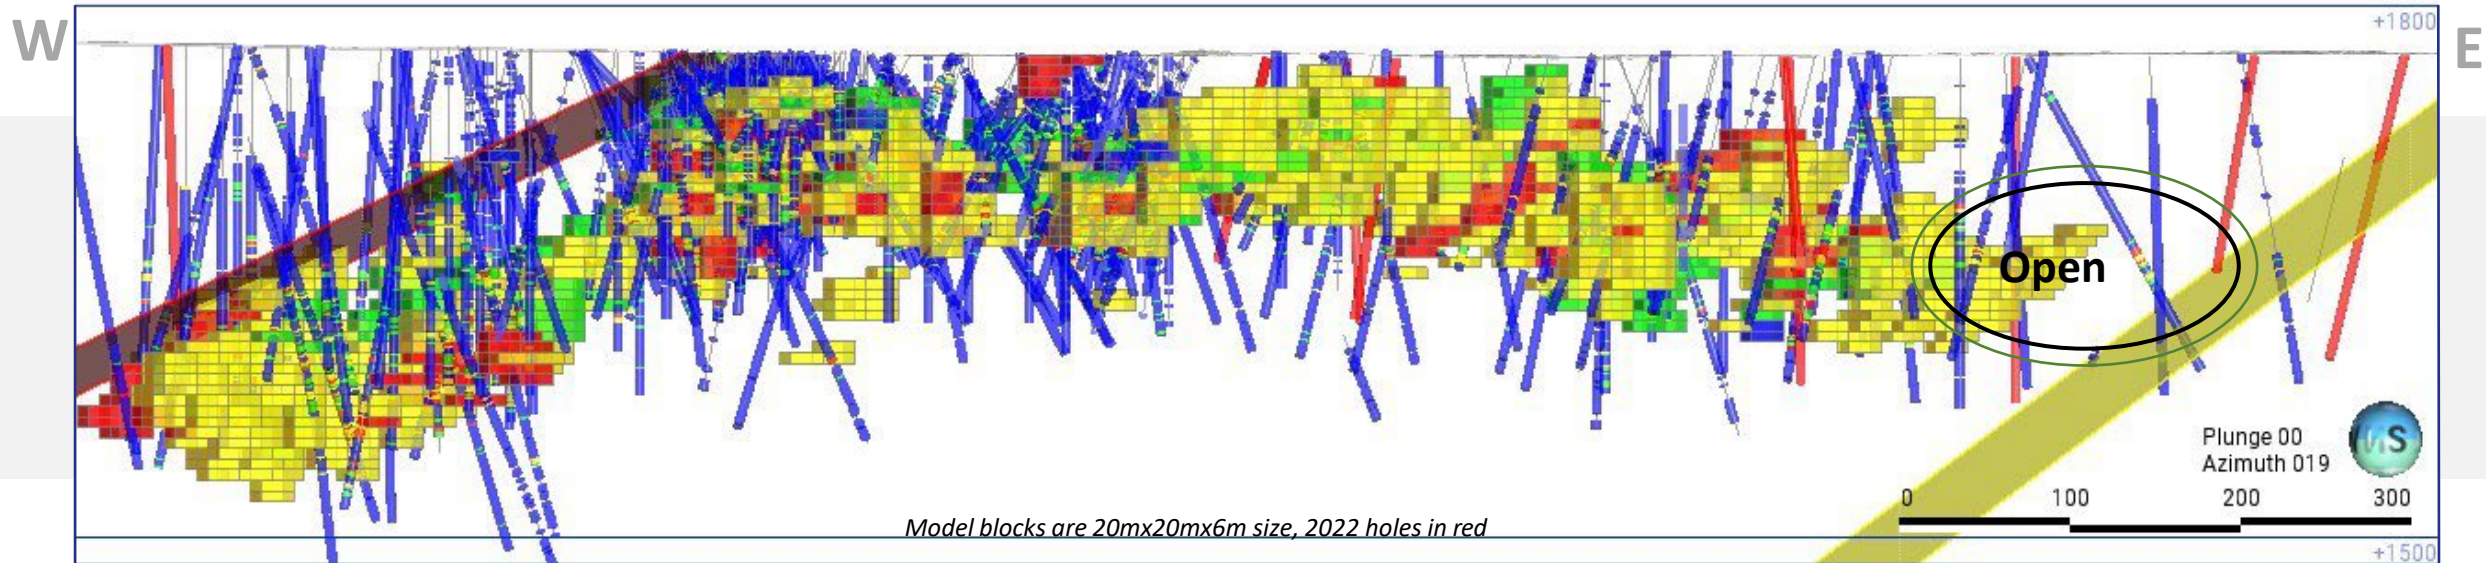 W
+1800
E
Open
Plunge 00
Azimuth 019
0 100 200 300
Model blocks are 20mx20mx6m size, 2022 holes in red
+1500